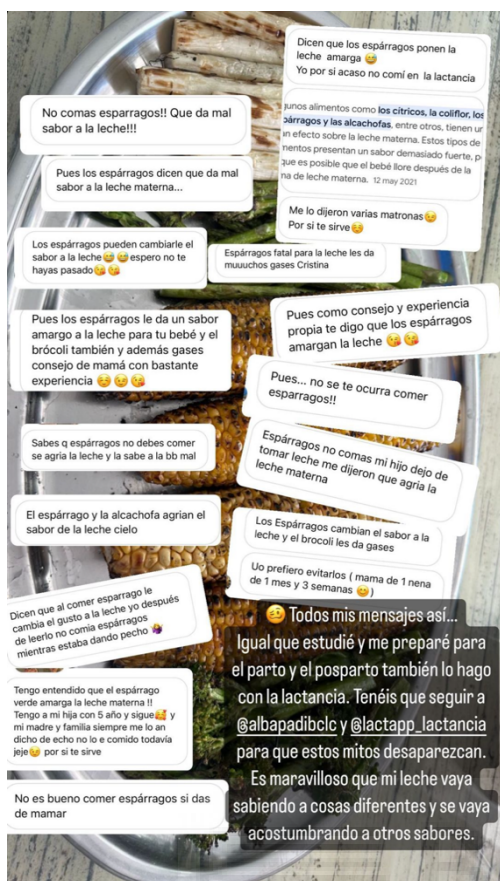 Dicen que los espárragos ponen la
leche amarga 😅
Yo por si acaso no comí en la lactancia
No comas esparragos!! Que da mal
sabor a la leche!!!
gunos alimentos como los cítricos, la coliflor, los
párragos y las alcachofas, entre otros, tienen ur
n efecto sobre la leche materna. Estos tipos de
mentos presentan un sabor demasiado fuerte, p
que es posible que el bebé llore después de la
na de leche materna. 12 may 2021
Pues los espárragos dicen que da mal
sabor a la leche materna...
Me lo dijeron varias matronas😉
Por si te sirve☺️
Los espárragos pueden cambiarle el
sabor a la leche😅😅espero no te
hayas pasado😘😘
Espárragos fatal para la leche les da
muuuchos gases Cristina
Pues los espárragos le da un sabor
amargo a la leche para tu bebé y el
brócoli también y además gases
consejo de mamá con bastante
experiencia ☺️😉😘
Pues como consejo y experiencia
propia te digo que los espárragos
amargan la leche 😘😘
Pues... no se te ocurra comer
esparragos!!
Sabes q espárragos no debes comer
se agria la leche y la sabe a la bb mal
Espárragos no comas mi hijo dejo de
tomar leche me dijeron que agria la
leche materna
El espárrago y la alcachofa agrian el
sabor de la leche cielo
Los Espárragos cambian el sabor a la
leche y el brocoli les da gases
Uo prefiero evitarlos ( mama de 1 nena
de 1 mes y 3 semanas 😊)
Dicen que al comer esparrago le
cambia el gusto a la leche yo después
de leerlo no comia espárragos
mientras estaba dando pecho 🤷‍♀️
Tengo entendido que el espárrago
verde amarga la leche materna !!
Tengo a mi hija con 5 año y sigue🥰 y
mi madre y familia siempre me lo an
dicho de echo no lo e comido todavía
jeje😉 por si te sirve
No es bueno comer espárragos si das
de mamar
🥴 Todos mis mensajes así...
Igual que estudié y me preparé para
el parto y el posparto también lo hago
con la lactancia. Tenéis que seguir a
@albapadibclc y @lactapp_lactancia
para que estos mitos desaparezcan.
Es maravilloso que mi leche vaya
sabiendo a cosas diferentes y se vaya
acostumbrando a otros sabores.